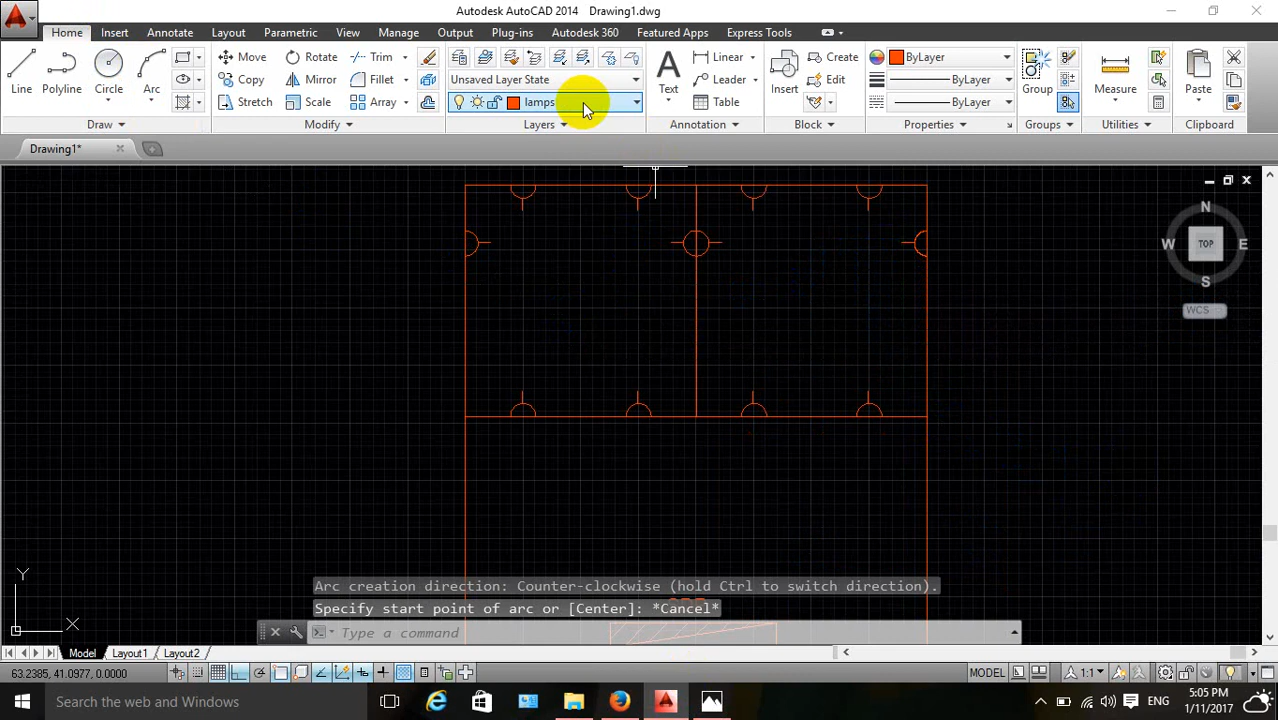 Autodesk AutoCAD 2014 Drawing1.dwg
Home Insert Annotate Layout Parametric View Manage Output Plug-ins Autodesk 360 Featured Apps Express Tools
Line Polyline Circle Arc
Move Rotate Trim
Copy Mirror Fillet
Stretch Scale Array
Unsaved Layer State
lamps
Text
Linear
Leader
Table
Insert
Create
Edit
ByLayer
ByLayer
ByLayer
Group
Measure
Paste
Draw Modify Layers Annotation Block Properties Groups Utilities Clipboard
Drawing1*
N
W TOP E
S
WCS
Y
X
Arc creation direction: Counter-clockwise (hold Ctrl to switch direction).
Specify start point of arc or [Center]: *Cancel*
Type a command
Model Layout1 Layout2
63.2395, 41.0977, 0.0000 MODEL 1:1
Search the web and Windows
ENG
5:05 PM
1/11/2017